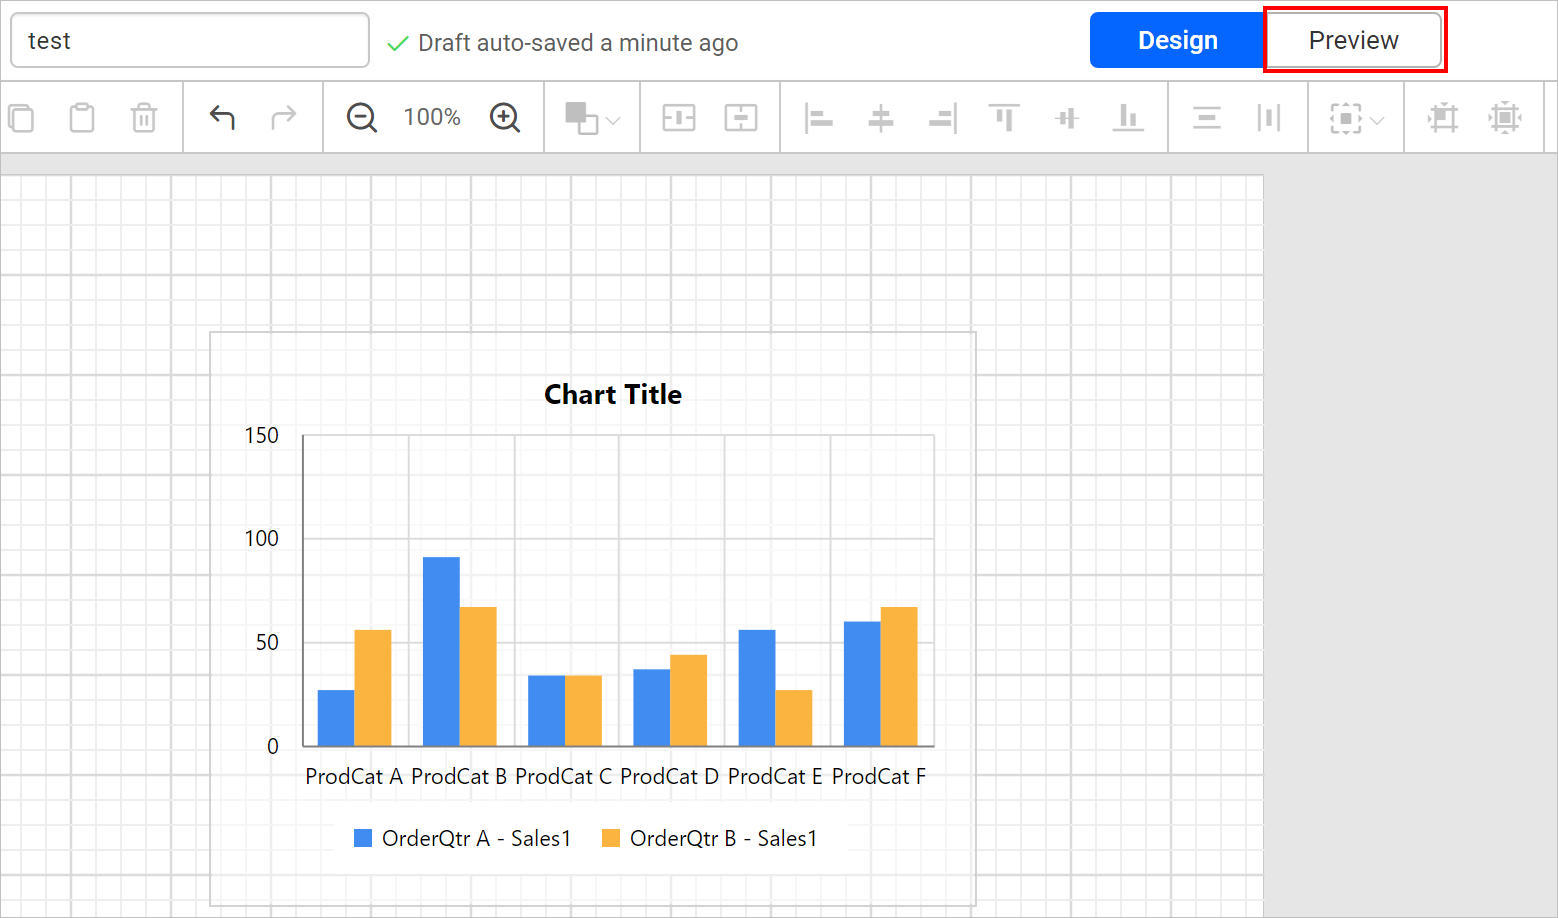 test
Draft auto-saved a minute ago
Design
Preview
100%
Chart Title
150
100
50
0
ProdCat A ProdCat B ProdCat C ProdCat D ProdCat E ProdCat F
OrderQtr A - Sales1 OrderQtr B - Sales1